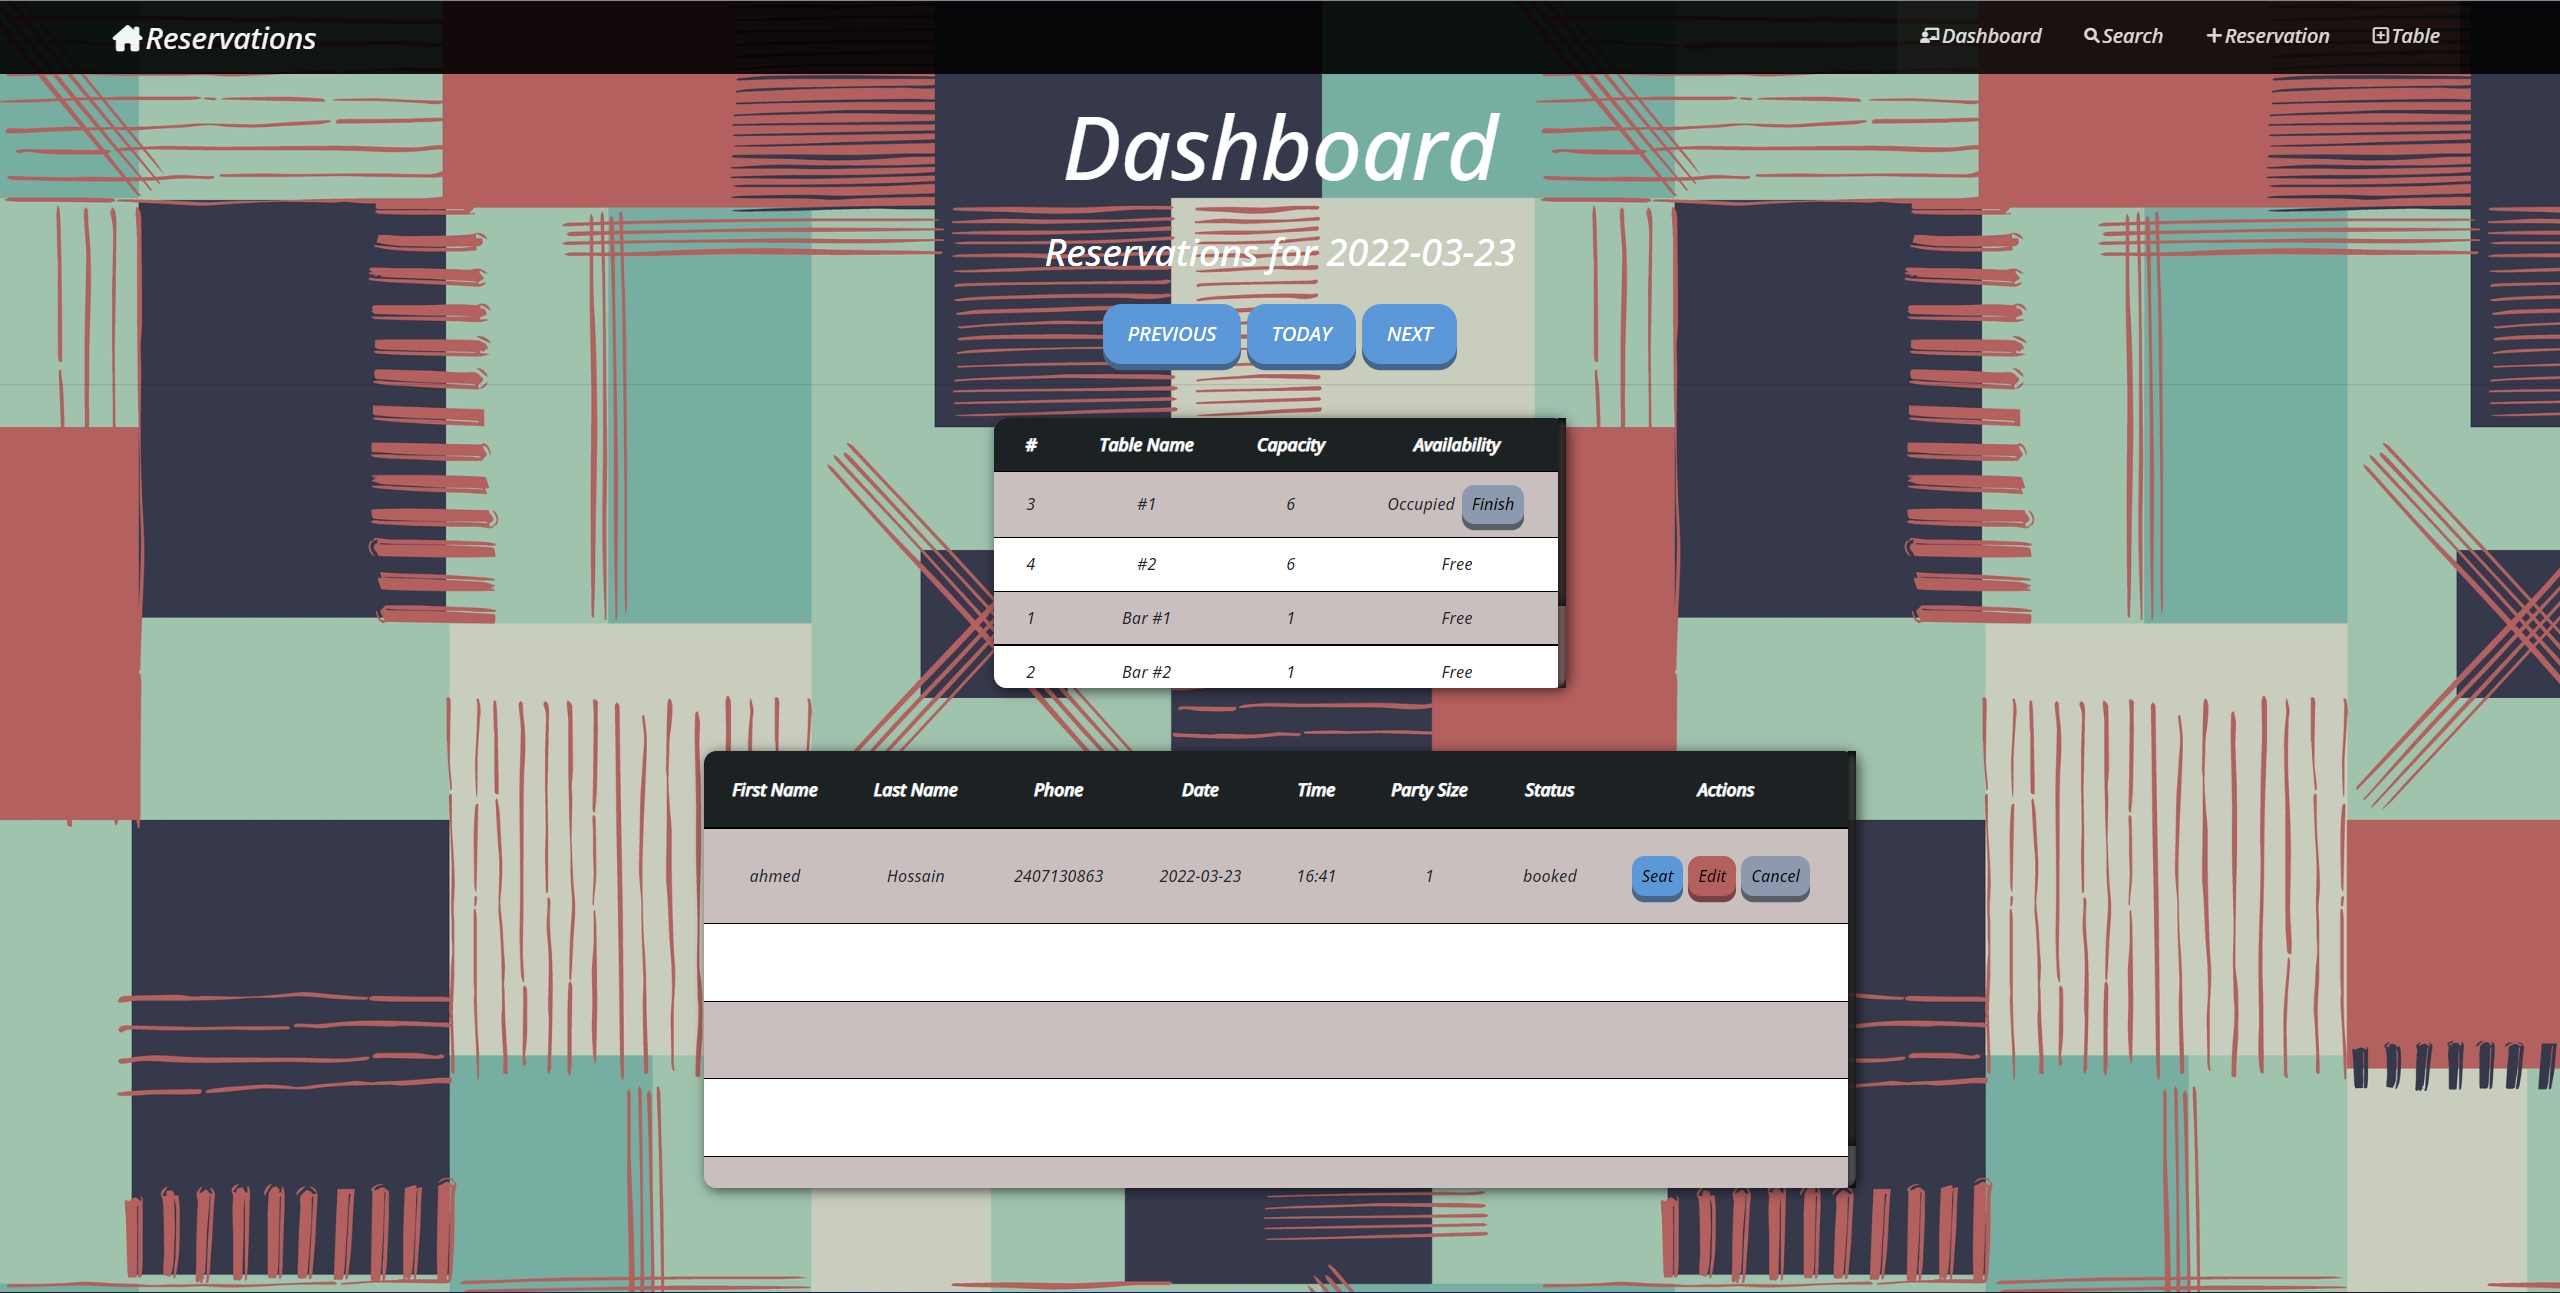 Reservations Dashboard Search Reservation Table
Dashboard
Reservations for 2022-03-23
PREVIOUS TODAY NEXT
# Table Name Capacity Availability
3 #1 6 Occupied Finish
4 #2 6 Free
1 Bar #1 1 Free
2 Bar #2 1 Free
First Name Last Name Phone Date Time Party Size Status Actions
ahmed Hossain 2407130863 2022-03-23 16:41 1 booked Seat Edit Cancel